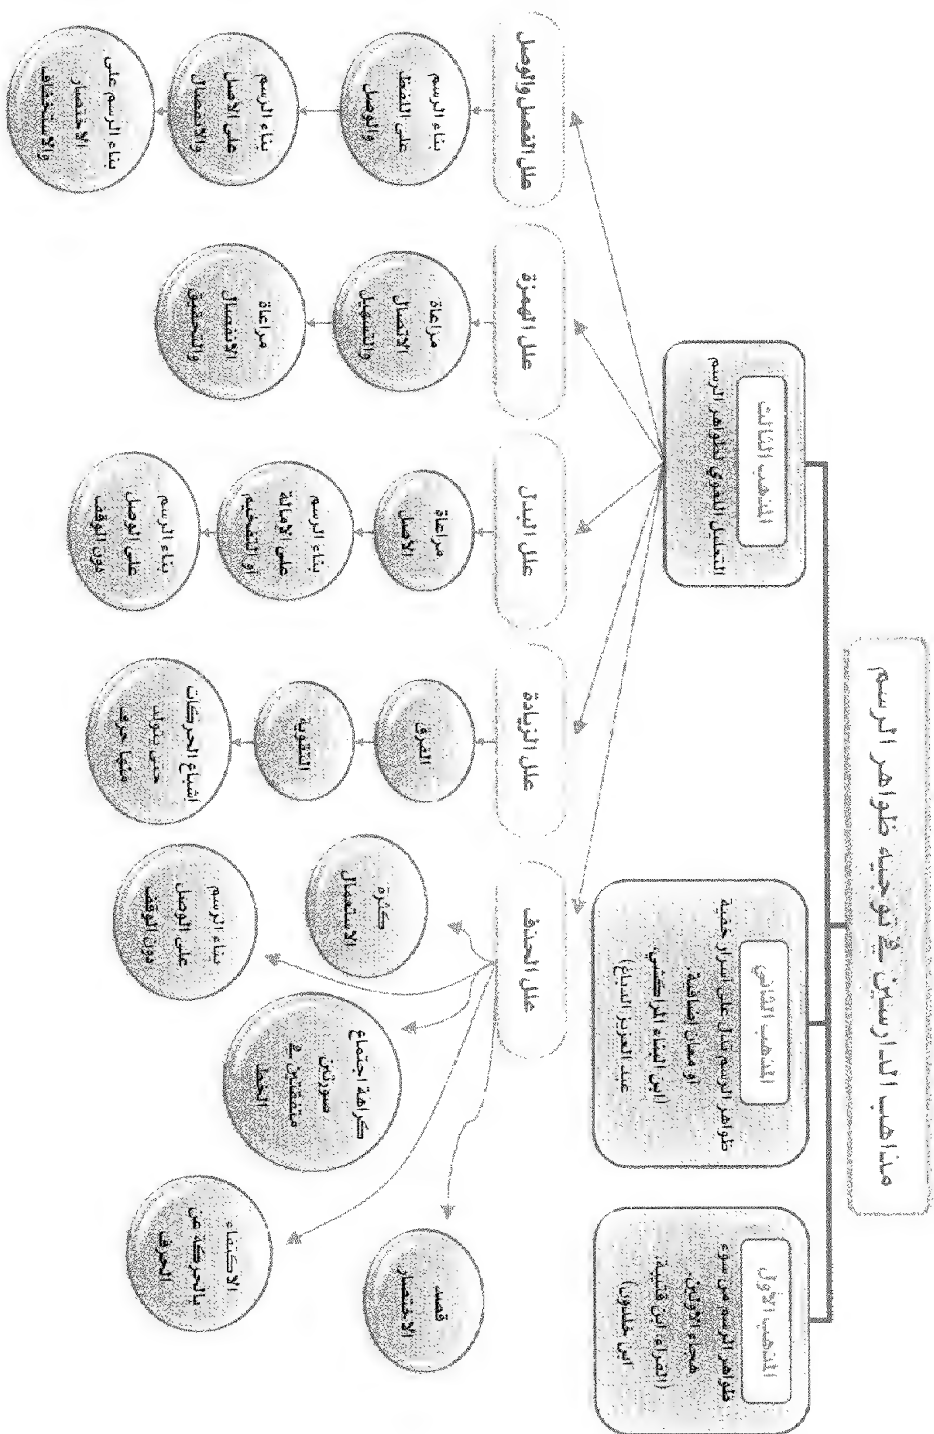 مذاهب الدارسين في توجيه ظواهر الرسم
المذهب الأول
ظواهر الرسم من سوء
هجاء الأولين.
(الفراء، ابن قتيبة،
ابن خلدون)
المذهب الثاني
ظواهر الرسم تدل على أسرار خفية
أو معان إضافية.
(ابن البناء المراكشي،
عبد العزيز الدباغ)
المذهب الثالث
التعليل اللغوي لظواهر الرسم
علل الحذف
قصد
الاختصار
الاكتفاء
بالحركة عن
الحرف
كراهة اجتماع
صورتين
متفقتين في
الخط
بناء الرسم
على الوصل
دون الوقف
كثرة
الاستعمال
علل الزيادة
الفرق
التقوية
إشباع الحركات
حتى يتولد
منها حرف
علل البدل
مراعاة
الأصل
بناء الرسم
على الإمالة
أو التفخيم
بناء الرسم
على الوصل
دون الوقف
علل الهمزة
مراعاة
الاتصال
والتسهيل
مراعاة
الانفصال
والتحقيق
علل الفصل والوصل
بناء الرسم
على اللفظ
والوصل
بناء الرسم
على الأصل
والانفصال
بناء الرسم على
الاختصار
والاستخفاف